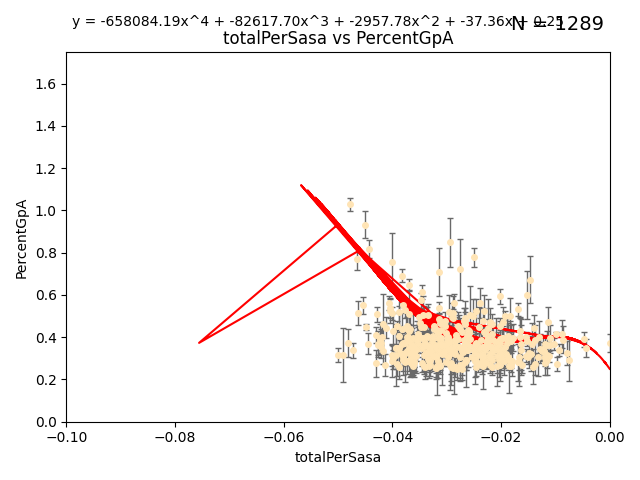 y = -658084.19x^4 + -82617.70x^3 + -2957.78x^2 + -37.36x + 0.25
N = 1289
totalPerSasa vs PercentGpA
1.6
1.4
1.2
1.0
0.8
0.6
0.4
0.2
0.0
PercentGpA
−0.10 −0.08 −0.06 −0.04 −0.02 0.00
totalPerSasa